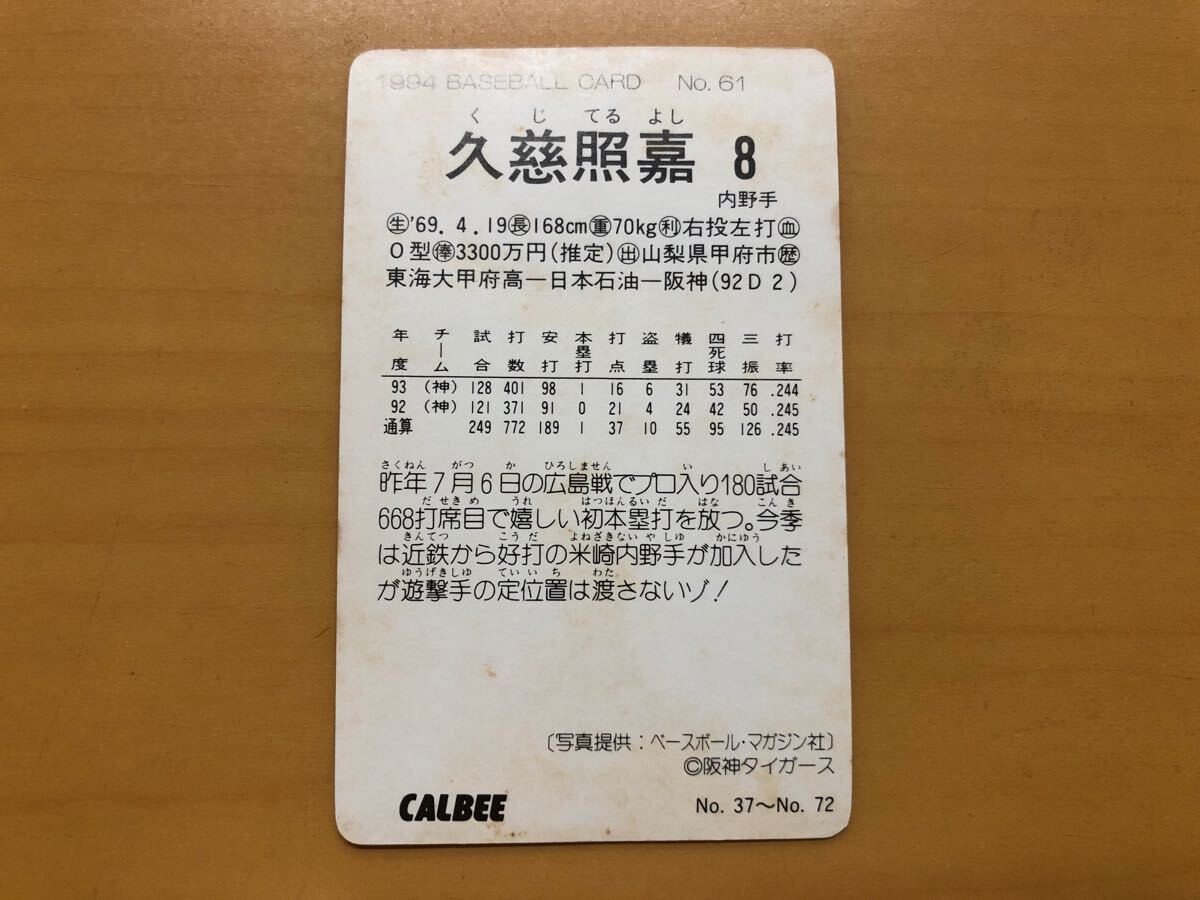 1994 BASEBALL CARD No. 61
く じ てる よし
久慈照嘉 8
内野手
㊤'69. 4. 19㊥168cm㊦70kg利右投左打血
O型俸3300万円(推定)出山梨県甲府市歴
東海大甲府高―日本石油―阪神(92D2)
年度 チーム 試合 打数 安打 本塁打 打点 盗塁 犠打 四死球 三振 打率
93 (神) 128 401 98 1 16 6 31 53 76 .244
92 (神) 121 371 91 0 21 4 24 42 50 .245
通算 249 772 189 1 37 10 55 95 126 .245
さくねん がつ か ひろしません い しあい
昨年7月6日の広島戦でプロ入り180試合
だ せき め うれ はつほんるい だ はな こん き
668打席目で嬉しい初本塁打を放つ。今季
きんてつ こう だ よねざきない や しゆ かにゆう
は近鉄から好打の米崎内野手が加入した
ゆうげきしゆ てい い ち わた
が遊撃手の定位置は渡さないゾ！
〔写真提供：ベースボール・マガジン社〕
©阪神タイガース
CALBEE No. 37～No. 72